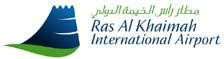 مطار رأس الخيمة الدولي
Ras Al Khaimah
International Airport